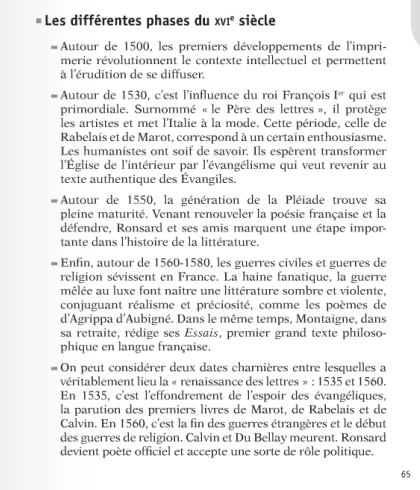 ▪ Les différentes phases du XVIe siècle
– Autour de 1500, les premiers développements de l'impri-
merie révolutionnent le contexte intellectuel et permettent
à l'érudition de se diffuser.
– Autour de 1530, c'est l'influence du roi François Ier qui est
primordiale. Surnommé « le Père des lettres », il protège
les artistes et met l'Italie à la mode. Cette période, celle de
Rabelais et de Marot, correspond à un certain enthousiasme.
Les humanistes ont soif de savoir. Ils espèrent transformer
l'Église de l'intérieur par l'évangélisme qui veut revenir au
texte authentique des Évangiles.
– Autour de 1550, la génération de la Pléiade trouve sa
pleine maturité. Venant renouveler la poésie française et la
défendre, Ronsard et ses amis marquent une étape impor-
tante dans l'histoire de la littérature.
– Enfin, autour de 1560-1580, les guerres civiles et guerres de
religion sévissent en France. La haine fanatique, la guerre
mêlée au luxe font naître une littérature sombre et violente,
conjuguant réalisme et préciosité, comme les poèmes de
d'Agrippa d'Aubigné. Dans le même temps, Montaigne, dans
sa retraite, rédige ses Essais, premier grand texte philoso-
phique en langue française.
– On peut considérer deux dates charnières entre lesquelles a
véritablement lieu la « renaissance des lettres » : 1535 et 1560.
En 1535, c'est l'effondrement de l'espoir des évangéliques,
la parution des premiers livres de Marot, de Rabelais et de
Calvin. En 1560, c'est la fin des guerres étrangères et le début
des guerres de religion. Calvin et Du Bellay meurent. Ronsard
devient poète officiel et accepte une sorte de rôle politique.
65